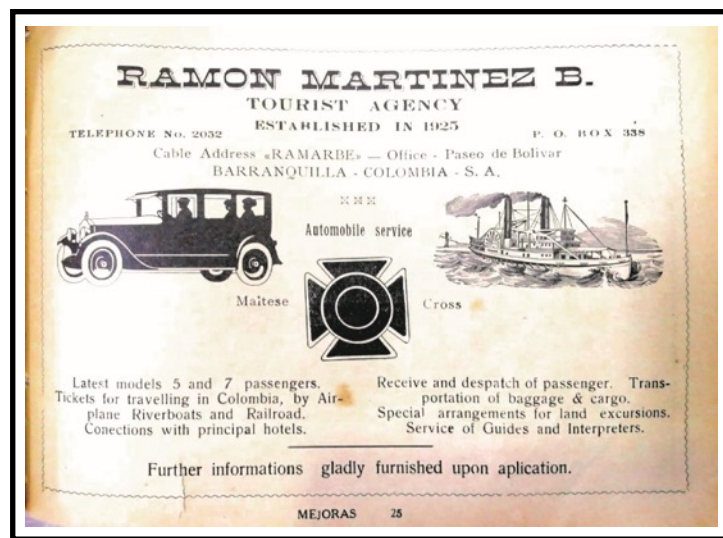 RAMON MARTINEZ B.
TOURIST AGENCY
ESTABLISHED IN 1925
TELEPHONE No. 2032
P. O. BOX 338
Cable Address «RAMARBE» — Office - Paseo de Bolivar
BARRANQUILLA - COLOMBIA - S. A.
Automobile service
Maltese
Cross
Latest models 5 and 7 passengers.
Tickets for travelling in Colombia, by Air-
plane Riverboats and Railroad.
Conections with principal hotels.
Receive and despatch of passenger. Trans-
portation of baggage & cargo.
Special arrangements for land excursions.
Service of Guides and Interpreters.
Further informations gladly furnished upon aplication.
MEJORAS 28